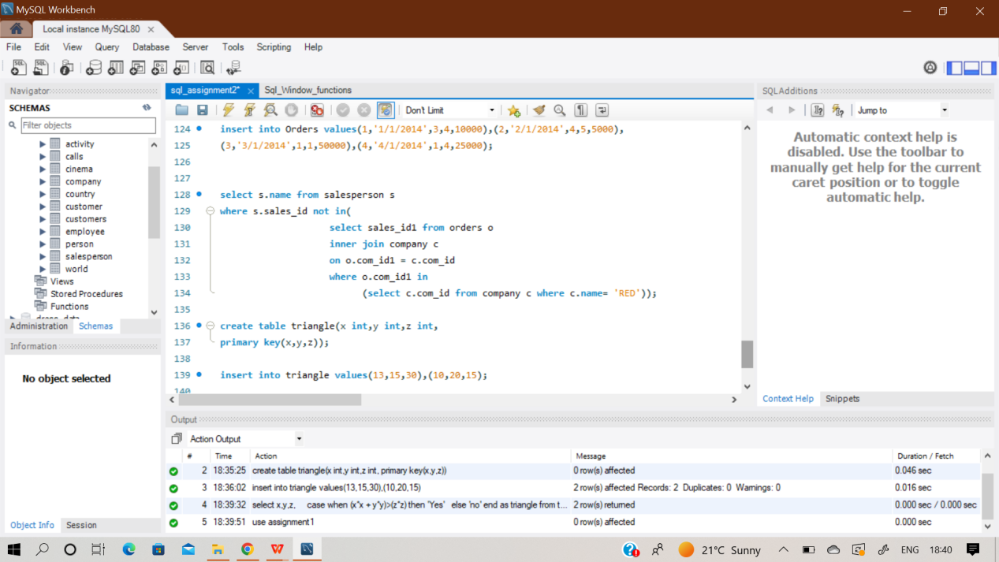 MySQL Workbench
Local instance MySQL80
File Edit View Query Database Server Tools Scripting Help
Navigator
SCHEMAS
Filter objects
activity
calls
cinema
company
country
customer
customers
employee
person
salesperson
world
Views
Stored Procedures
Functions
Administration Schemas
Information
No object selected
Object Info Session
sql_assignment2* Sql_Window_functions
Don't Limit
124 insert into Orders values(1,'1/1/2014',3,4,10000),(2,'2/1/2014',4,5,5000),
125 (3,'3/1/2014',1,1,50000),(4,'4/1/2014',1,4,25000);
126
127
128 select s.name from salesperson s
129 where s.sales_id not in(
130 select sales_id1 from orders o
131 inner join company c
132 on o.com_id1 = c.com_id
133 where o.com_id1 in
134 (select c.com_id from company c where c.name= 'RED'));
135
136 create table triangle(x int,y int,z int,
137 primary key(x,y,z));
138
139 insert into triangle values(13,15,30),(10,20,15);
140
SQLAdditions
Jump to
Automatic context help is
disabled. Use the toolbar to
manually get help for the current
caret position or to toggle
automatic help.
Context Help Snippets
Output
Action Output
# Time Action Message Duration / Fetch
2 18:35:25 create table triangle(x int,y int,z int, primary key(x,y,z)) 0 row(s) affected 0.046 sec
3 18:36:02 insert into triangle values(13,15,30),(10,20,15) 2 row(s) affected Records: 2 Duplicates: 0 Warnings: 0 0.016 sec
4 18:39:32 select x,y,z, case when (x*x + y*y)>(z*z) then 'Yes' else 'no' end as triangle from t... 2 row(s) returned 0.000 sec / 0.000 sec
5 18:39:51 use assignment1 0 row(s) affected 0.000 sec
21°C Sunny ENG 18:40